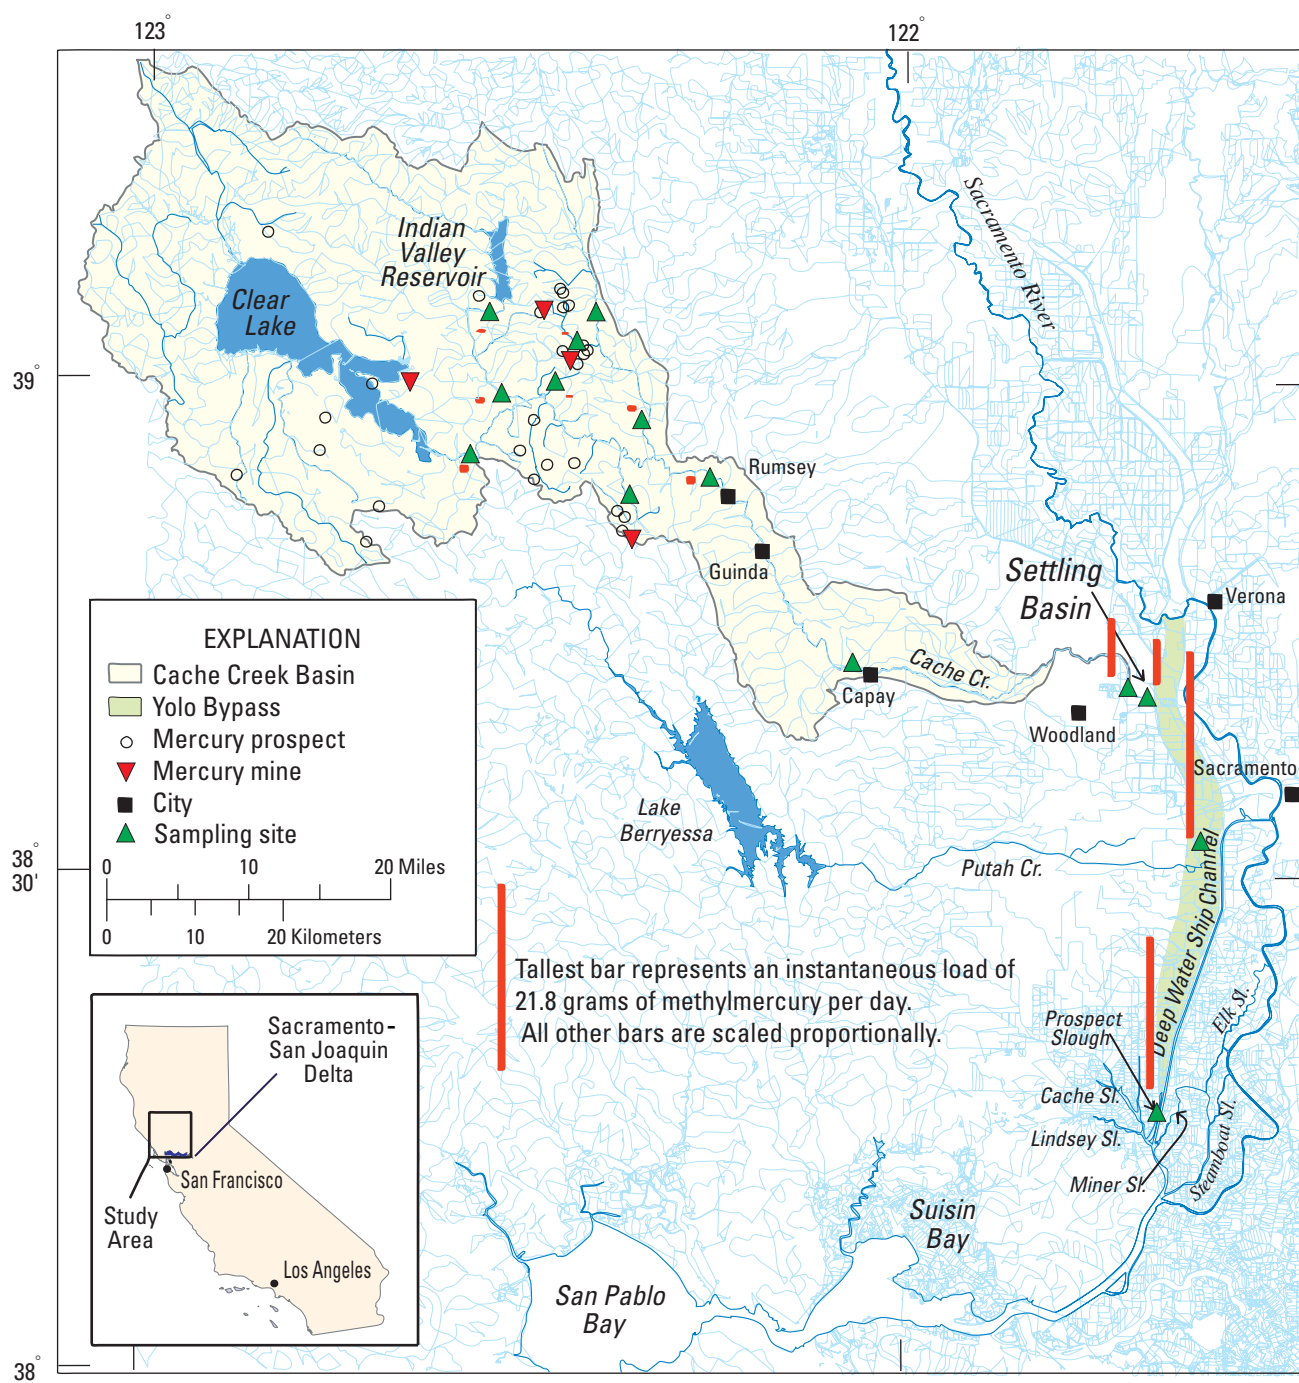 123°
122°
Sacramento River
Indian
Valley
Reservoir
Clear
Lake
39°
Rumsey
Guinda
Settling
Basin
Verona
Cache Cr.
Capay
Woodland
Sacramento
EXPLANATION
Cache Creek Basin
Yolo Bypass
Mercury prospect
Mercury mine
City
Sampling site
0 10 20 Miles
0 10 20 Kilometers
Lake
Berryessa
38°
30'
Putah Cr.
Deep Water Ship Channel
Tallest bar represents an instantaneous load of
21.8 grams of methylmercury per day.
All other bars are scaled proportionally.
Prospect
Slough
Elk Sl.
Cache Sl.
Lindsey Sl.
Steamboat Sl.
Miner Sl.
Sacramento-
San Joaquin
Delta
San Francisco
Study
Area
Los Angeles
Suisin
Bay
San Pablo
Bay
38°